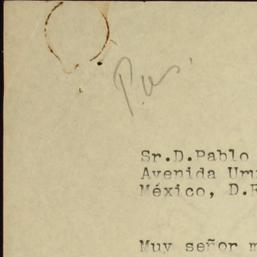 Sr.D.Pablo
Avenida
México, D.
Muy señor